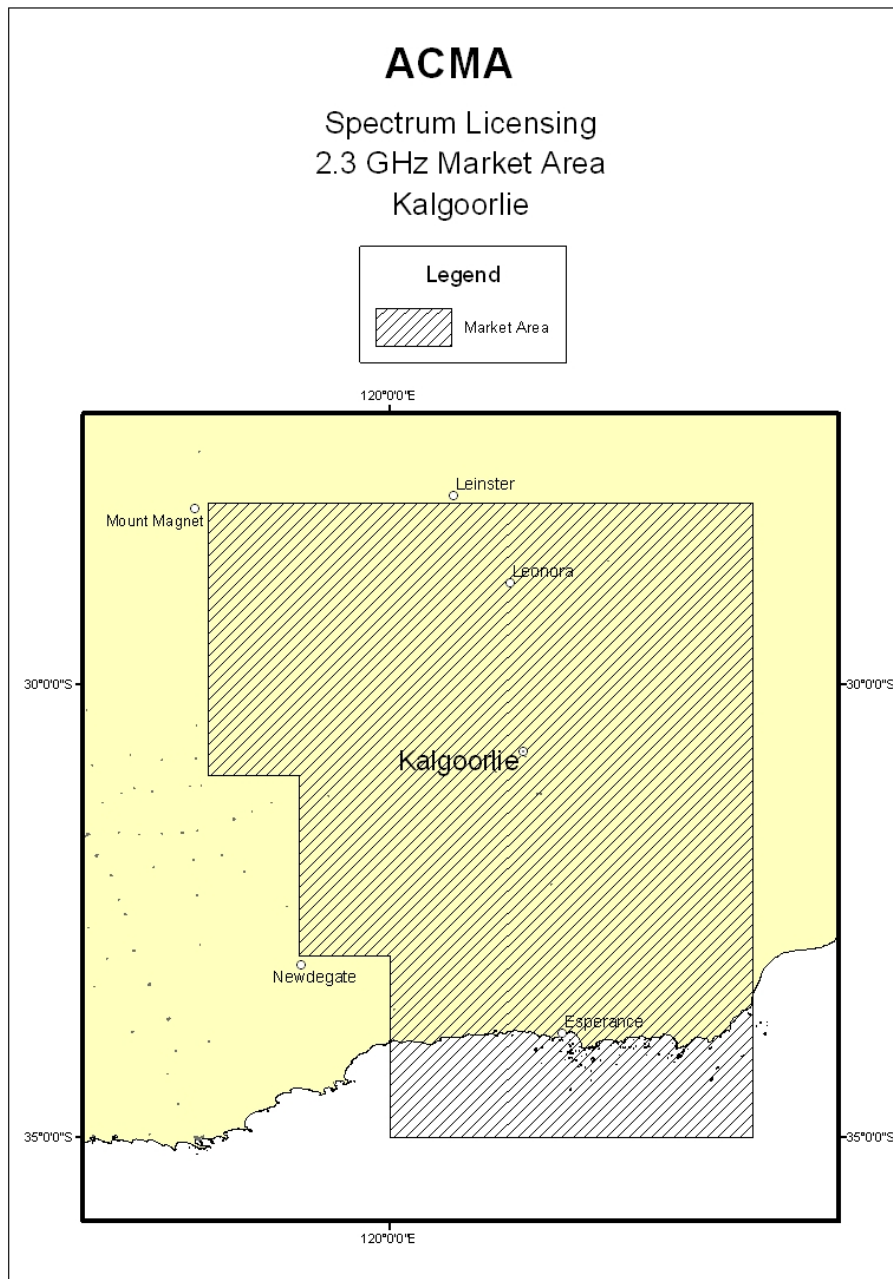 ACMA
Spectrum Licensing
2.3 GHz Market Area
Kalgoorlie
Legend
Market Area
120°0'0"E
Leinster
Mount Magnet
Leonora
30°0'0"S
30°0'0"S
Kalgoorlie
Newdegate
Esperance
35°0'0"S
35°0'0"S
120°0'0"E